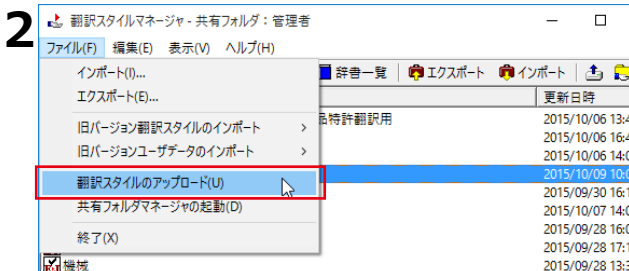 2
翻訳スタイルマネージャ - 共有フォルダ：管理者
ファイル(F) 編集(E) 表示(V) ヘルプ(H)
辞書一覧 エクスポート インポート
インポート(I)...
エクスポート(E)...
更新日時
旧バージョン翻訳スタイルのインポート >
品特許翻訳用 2015/10/06 13:4
2015/10/06 16:4
旧バージョンユーザデータのインポート >
2015/10/06 14:0
翻訳スタイルのアップロード(U)
2015/10/09 10:0
2015/09/30 16:1
共有フォルダマネージャの起動(D)
2015/10/07 14:0
2015/09/28 16:0
終了(X)
2015/09/28 17:1
機械 2015/09/28 13:3